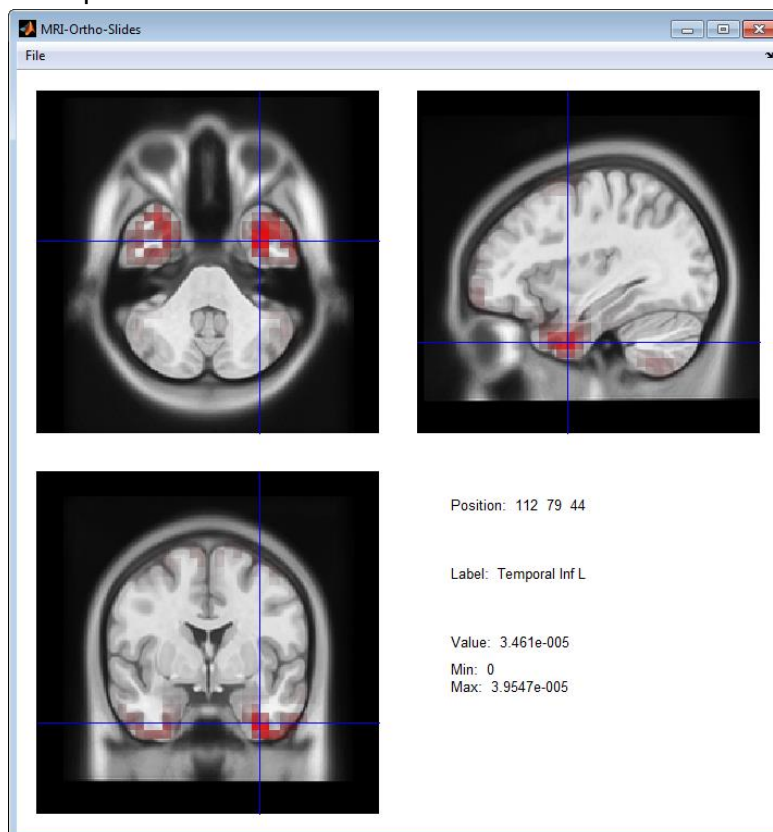 MRI-Ortho-Slides
File
Position: 112 79 44
Label: Temporal Inf L
Value: 3.461e-005
Min: 0
Max: 3.9547e-005